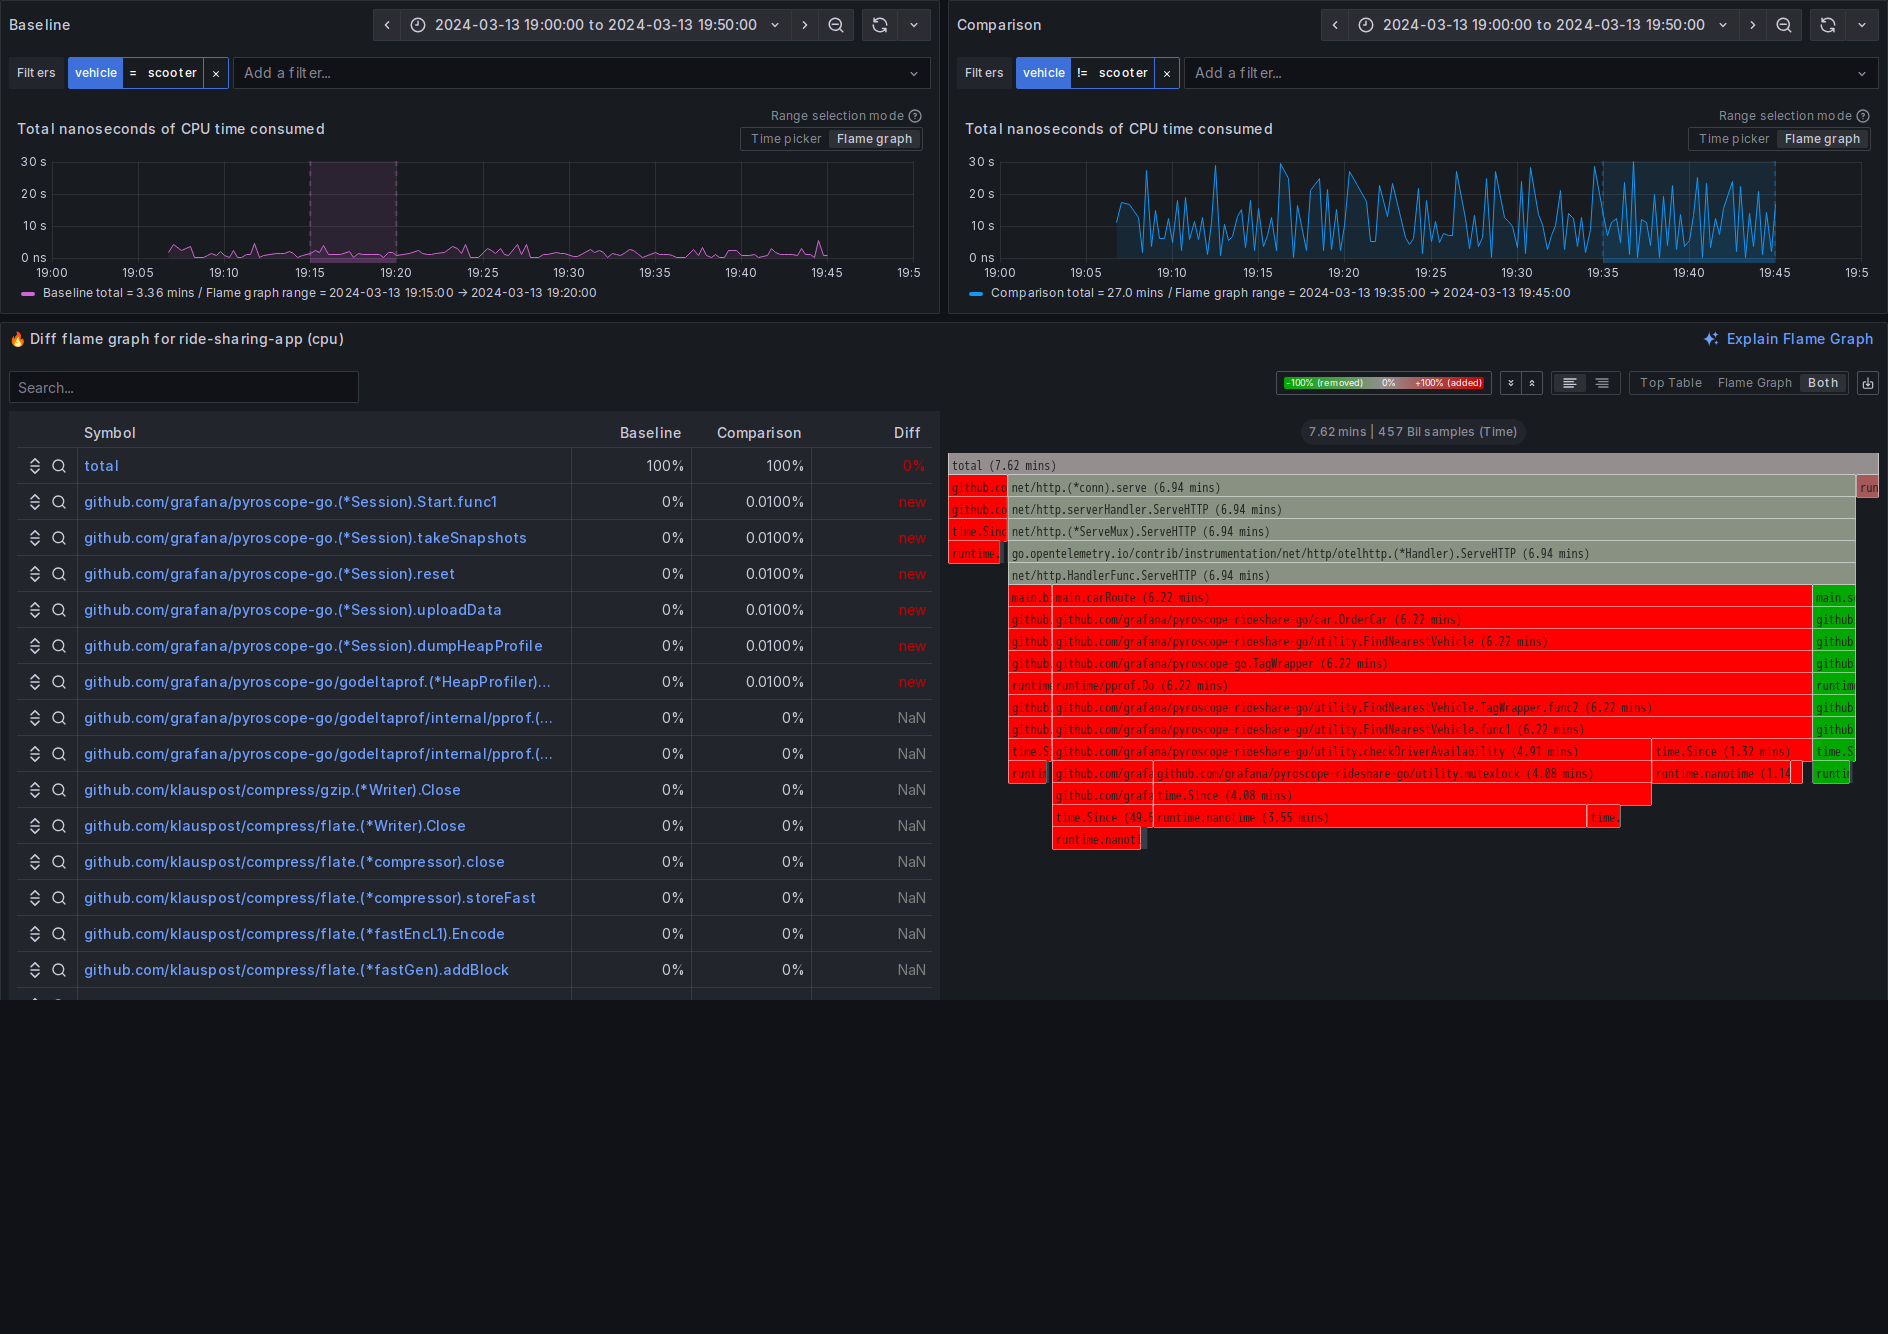 Baseline
2024-03-13 19:00:00 to 2024-03-13 19:50:00
Filters vehicle = scooter × Add a filter...
Range selection mode
Total nanoseconds of CPU time consumed
Time picker Flame graph
30 s
20 s
10 s
0 ns
19:00 19:05 19:10 19:15 19:20 19:25 19:30 19:35 19:40 19:45 19:5
Baseline total = 3.36 mins / Flame graph range = 2024-03-13 19:15:00 → 2024-03-13 19:20:00
Comparison
2024-03-13 19:00:00 to 2024-03-13 19:50:00
Filters vehicle != scooter × Add a filter...
Range selection mode
Total nanoseconds of CPU time consumed
Time picker Flame graph
30 s
20 s
10 s
0 ns
19:00 19:05 19:10 19:15 19:20 19:25 19:30 19:35 19:40 19:45 19:5
Comparison total = 27.0 mins / Flame graph range = 2024-03-13 19:35:00 → 2024-03-13 19:45:00
🔥 Diff flame graph for ride-sharing-app (cpu)
Explain Flame Graph
Search...
-100% (removed) 0% +100% (added)
Top Table Flame Graph Both
Symbol Baseline Comparison Diff
total 100% 100% 0%
github.com/grafana/pyroscope-go.(*Session).Start.func1 0% 0.0100% new
github.com/grafana/pyroscope-go.(*Session).takeSnapshots 0% 0.0100% new
github.com/grafana/pyroscope-go.(*Session).reset 0% 0.0100% new
github.com/grafana/pyroscope-go.(*Session).uploadData 0% 0.0100% new
github.com/grafana/pyroscope-go.(*Session).dumpHeapProfile 0% 0.0100% new
github.com/grafana/pyroscope-go/godeltaprof.(*HeapProfiler)... 0% 0.0100% new
github.com/grafana/pyroscope-go/godeltaprof/internal/pprof.(... 0% 0% NaN
github.com/grafana/pyroscope-go/godeltaprof/internal/pprof.(... 0% 0% NaN
github.com/klauspost/compress/gzip.(*Writer).Close 0% 0% NaN
github.com/klauspost/compress/flate.(*Writer).Close 0% 0% NaN
github.com/klauspost/compress/flate.(*compressor).close 0% 0% NaN
github.com/klauspost/compress/flate.(*compressor).storeFast 0% 0% NaN
github.com/klauspost/compress/flate.(*fastEncL1).Encode 0% 0% NaN
github.com/klauspost/compress/flate.(*fastGen).addBlock 0% 0% NaN
7.62 mins | 457 Bil samples (Time)
total (7.62 mins)
github.co net/http.(*conn).serve (6.94 mins) run
github.co net/http.serverHandler.ServeHTTP (6.94 mins)
time.Sinc net/http.(*ServeMux).ServeHTTP (6.94 mins)
runtime. go.opentelemetry.io/contrib/instrumentation/net/http/otelhttp.(*Handler).ServeHTTP (6.94 mins)
net/http.HandlerFunc.ServeHTTP (6.94 mins)
main.b main.carRoute (6.22 mins) main.s
github. github.com/grafana/pyroscope-rideshare-go/car.OrderCar (6.22 mins) github
github. github.com/grafana/pyroscope-rideshare-go/utility.FindNearestVehicle (6.22 mins) github
github. github.com/grafana/pyroscope-go.TagWrapper (6.22 mins) github
runtime runtime/pprof.Do (6.22 mins) runtim
github. github.com/grafana/pyroscope-rideshare-go/utility.FindNearestVehicle.TagWrapper.func2 (6.22 mins) github
github. github.com/grafana/pyroscope-rideshare-go/utility.FindNearestVehicle.func1 (6.22 mins) github
time.S github.com/grafana/pyroscope-rideshare-go/utility.checkDriverAvailability (4.91 mins) time.Since (1.32 mins) time.S
runtim github.com/grafa github.com/grafana/pyroscope-rideshare-go/utility.mutexLock (4.08 mins) runtime.nanotime (1.14 runtim
github.com/grafa time.Since (4.08 mins)
time.Since (49.6 runtime.nanotime (3.55 mins) time.
runtime.nanoti